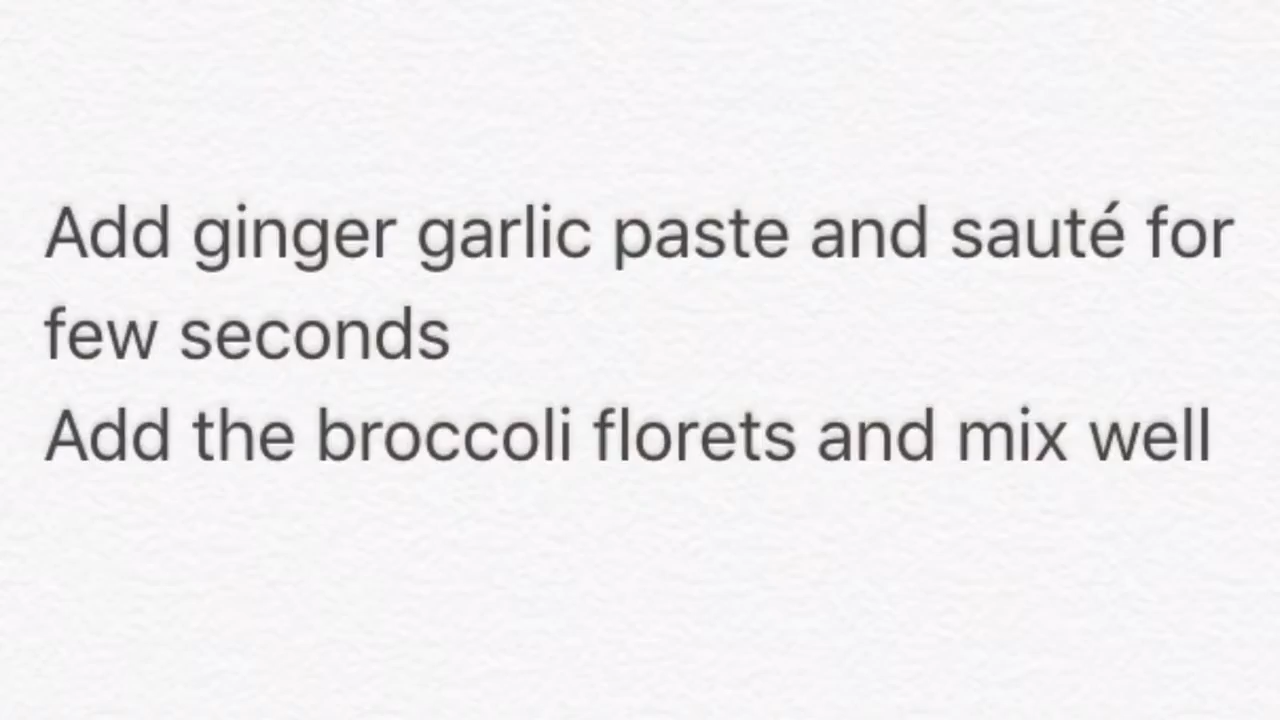 Add ginger garlic paste and sauté for
few seconds
Add the broccoli florets and mix well